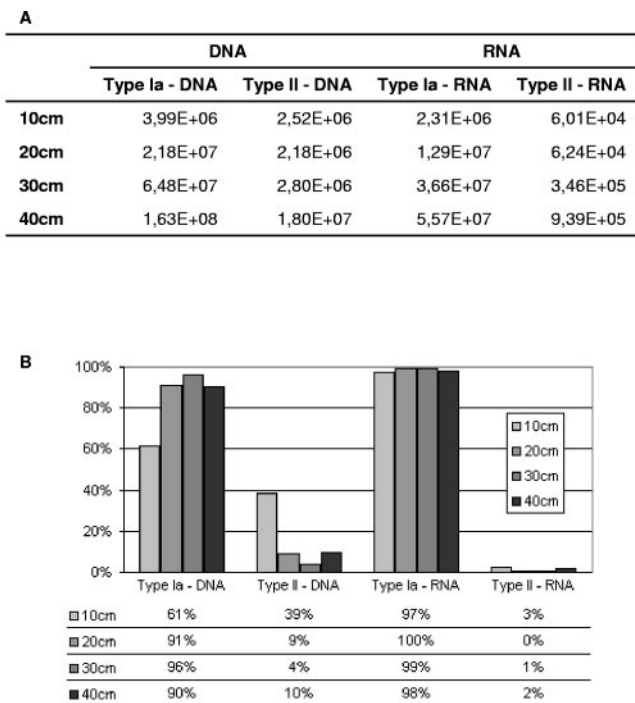 A
DNA RNA
Type Ia - DNA Type II - DNA Type Ia - RNA Type II - RNA
10cm 3,99E+06 2,52E+06 2,31E+06 6,01E+04
20cm 2,18E+07 2,18E+06 1,29E+07 6,24E+04
30cm 6,48E+07 2,80E+06 3,66E+07 3,46E+05
40cm 1,63E+08 1,80E+07 5,57E+07 9,39E+05
B
100%
80%
60%
40%
20%
0%
10cm
20cm
30cm
40cm
Type Ia - DNA Type II - DNA Type Ia - RNA Type II - RNA
10cm 61% 39% 97% 3%
20cm 91% 9% 100% 0%
30cm 96% 4% 99% 1%
40cm 90% 10% 98% 2%